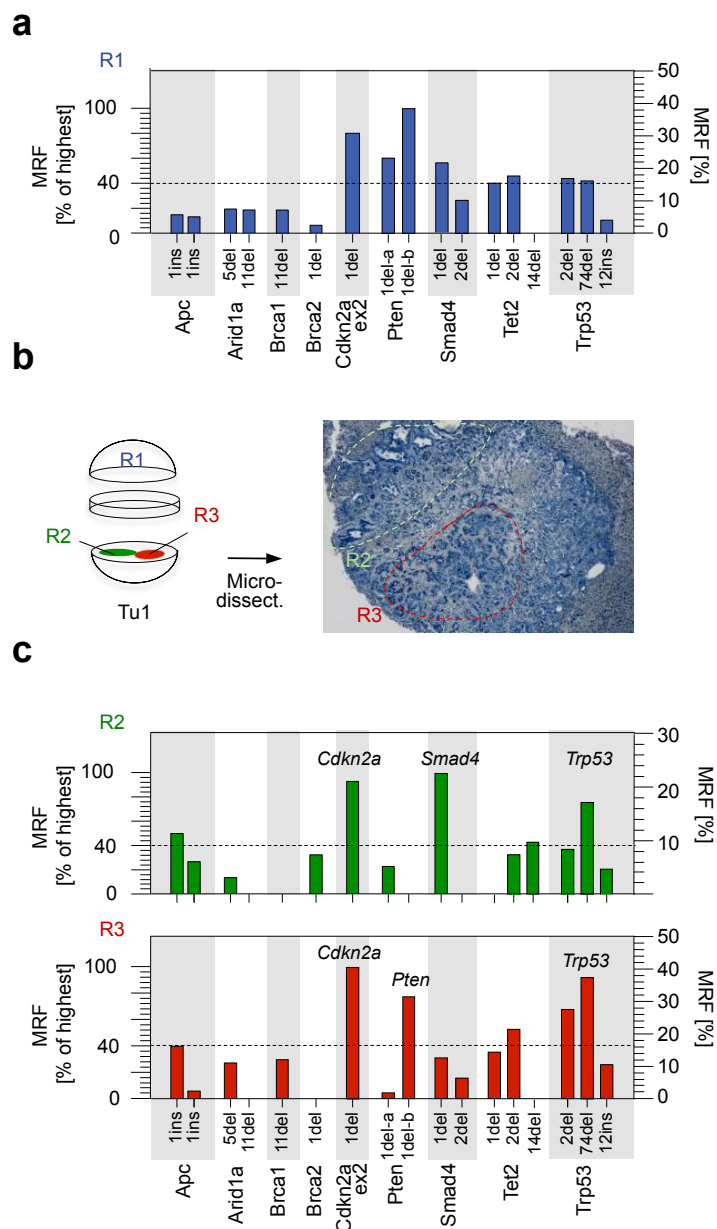 a
R1
MRF
[% of highest]
100
40
0
50
40
30
20
10
0
MRF [%]
1ins
1ins
5del
11del
11del
1del
1del
1del-a
1del-b
1del
2del
1del
2del
14del
2del
74del
12ins
Apc
Arid1a
Brca1
Brca2
Cdkn2a
ex2
Pten
Smad4
Tet2
Trp53
b
R1
R2
R3
Tu1
Micro-
dissect.
R2
R3
c
R2
MRF
[% of highest]
100
40
0
Cdkn2a
Smad4
Trp53
30
20
10
0
MRF [%]
R3
MRF
[% of highest]
100
40
0
Cdkn2a
Pten
Trp53
50
40
30
20
10
0
MRF [%]
1ins
1ins
5del
11del
11del
1del
1del
1del-a
1del-b
1del
2del
1del
2del
14del
2del
74del
12ins
Apc
Arid1a
Brca1
Brca2
Cdkn2a
ex2
Pten
Smad4
Tet2
Trp53